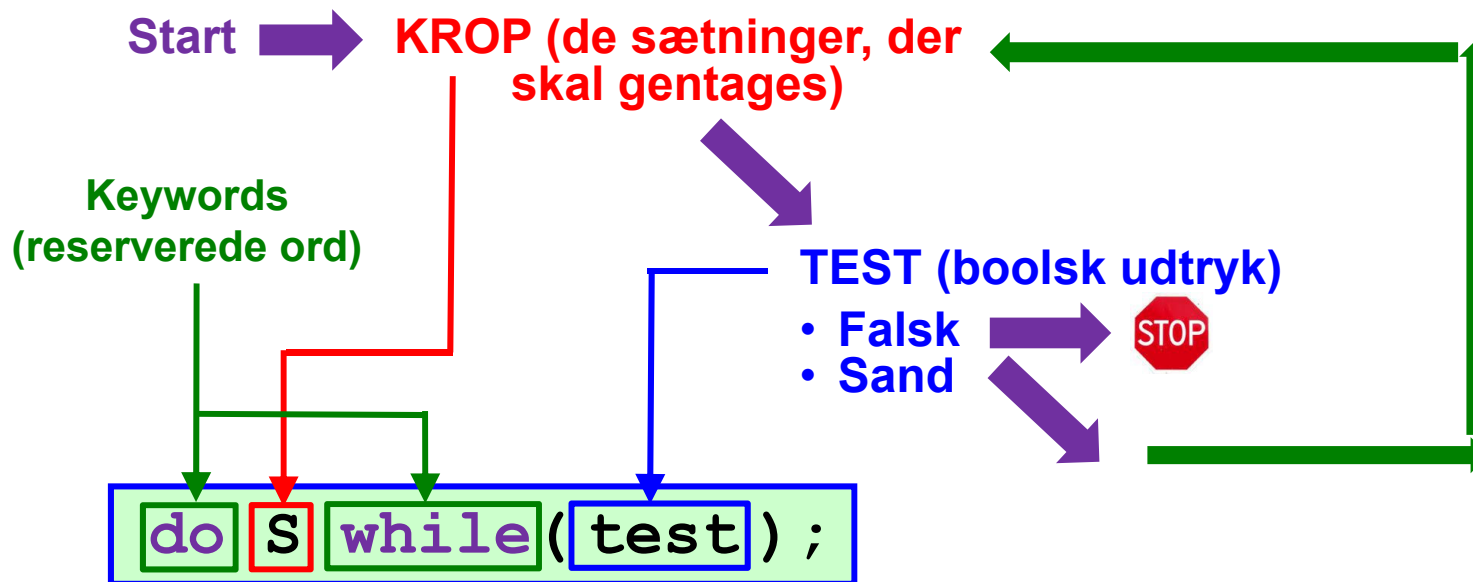 Start
KROP (de sætninger, der
skal gentages)
Keywords
(reserverede ord)
TEST (boolsk udtryk)
• Falsk
STOP
• Sand
do S while(test);